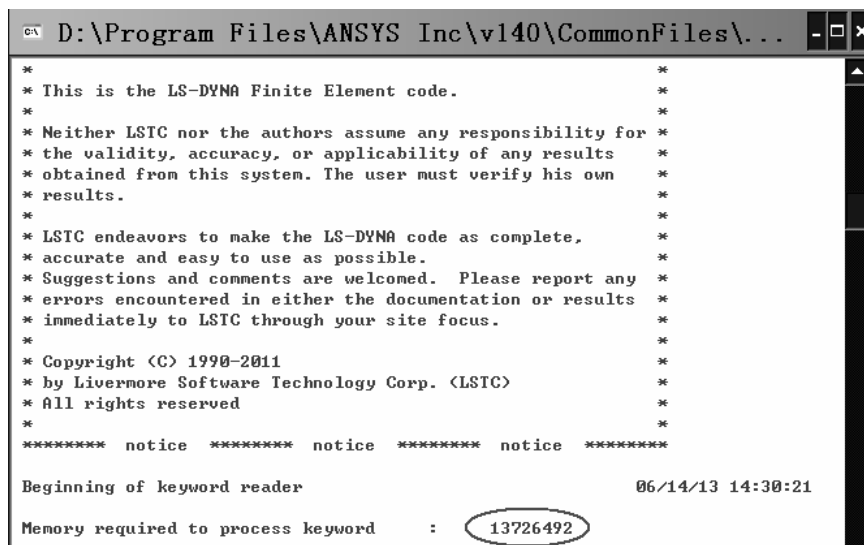 D:\Program Files\ANSYS Inc\v140\CommonFiles\...
*                                                                 *
* This is the LS-DYNA Finite Element code.                        *
*                                                                 *
* Neither LSTC nor the authors assume any responsibility for *
* the validity, accuracy, or applicability of any results         *
* obtained from this system. The user must verify his own         *
* results.                                                        *
*                                                                 *
* LSTC endeavors to make the LS-DYNA code as complete,            *
* accurate and easy to use as possible.                           *
* Suggestions and comments are welcomed.  Please report any       *
* errors encountered in either the documentation or results       *
* immediately to LSTC through your site focus.                    *
*                                                                 *
* Copyright (C) 1990-2011                                         *
* by Livermore Software Technology Corp. (LSTC)                   *
* All rights reserved                                             *
*                                                                 *
******** notice ******** notice ******** notice ********
Beginning of keyword reader 06/14/13 14:30:21
Memory required to process keyword : 13726492